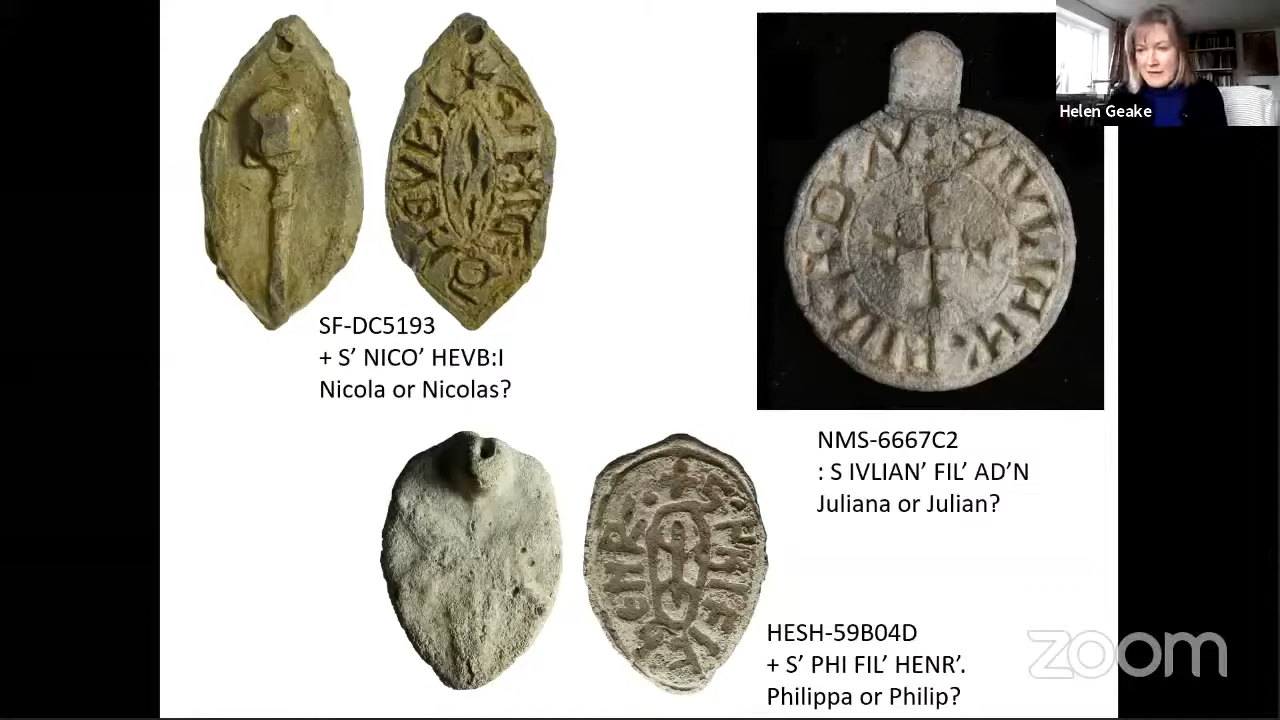 Helen Geake
SF-DC5193
+ S’ NICO’ HEVB:I
Nicola or Nicolas?
NMS-6667C2
: S IVLIAN’ FIL’ AD’N
Juliana or Julian?
HESH-59B04D
+ S’ PHI FIL’ HENR’.
Philippa or Philip?
zoom